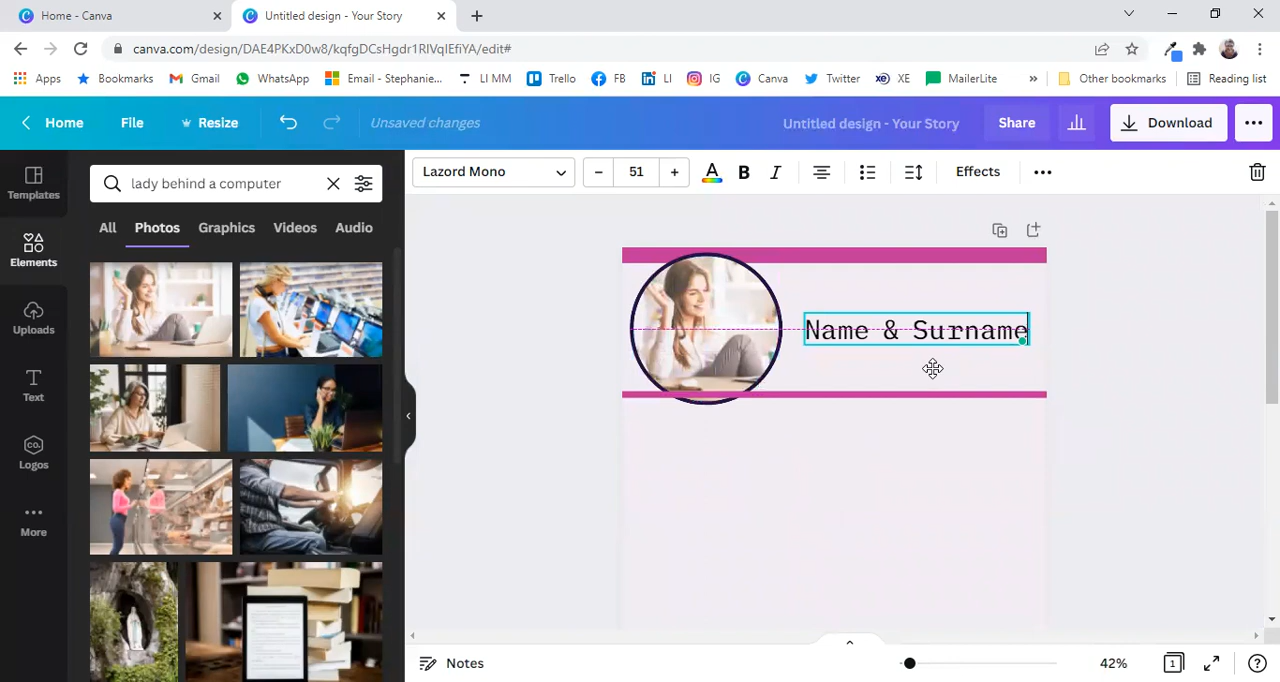 Home - Canva
Untitled design - Your Story
canva.com/design/DAE4PKxD0w8/kqfgDCsHgdr1RlVqIEfiYA/edit#
Apps Bookmarks Gmail WhatsApp Email - Stephanie... LI MM Trello FB LI IG Canva Twitter XE MailerLite » Other bookmarks Reading list
Home File Resize Unsaved changes Untitled design - Your Story Share Download
Templates
Elements
Uploads
Text
Logos
More
lady behind a computer
All Photos Graphics Videos Audio
Lazord Mono 51 A B I Effects
Name & Surname
Notes
42%
1